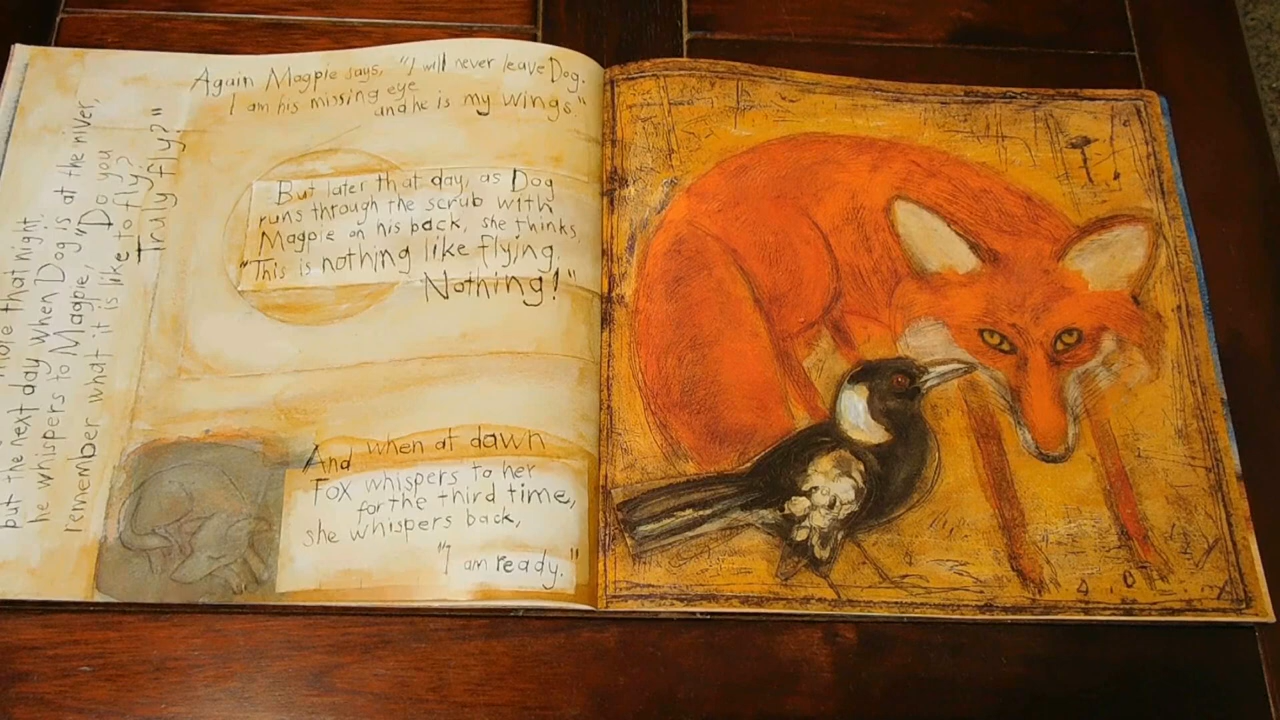 more that night
but the next day when Dog is at the river,
he whispers to Magpie, "Do you
remember what it is like to fly?
Truly fly?"
Again Magpie says, "I will never leave Dog.
I am his missing eye
and he is my wings"
But later that day, as Dog
runs through the scrub with
Magpie on his back, she thinks,
"This is nothing like flying.
Nothing!"
And when at dawn
Fox whispers to her
for the third time,
she whispers back,
"I am ready."